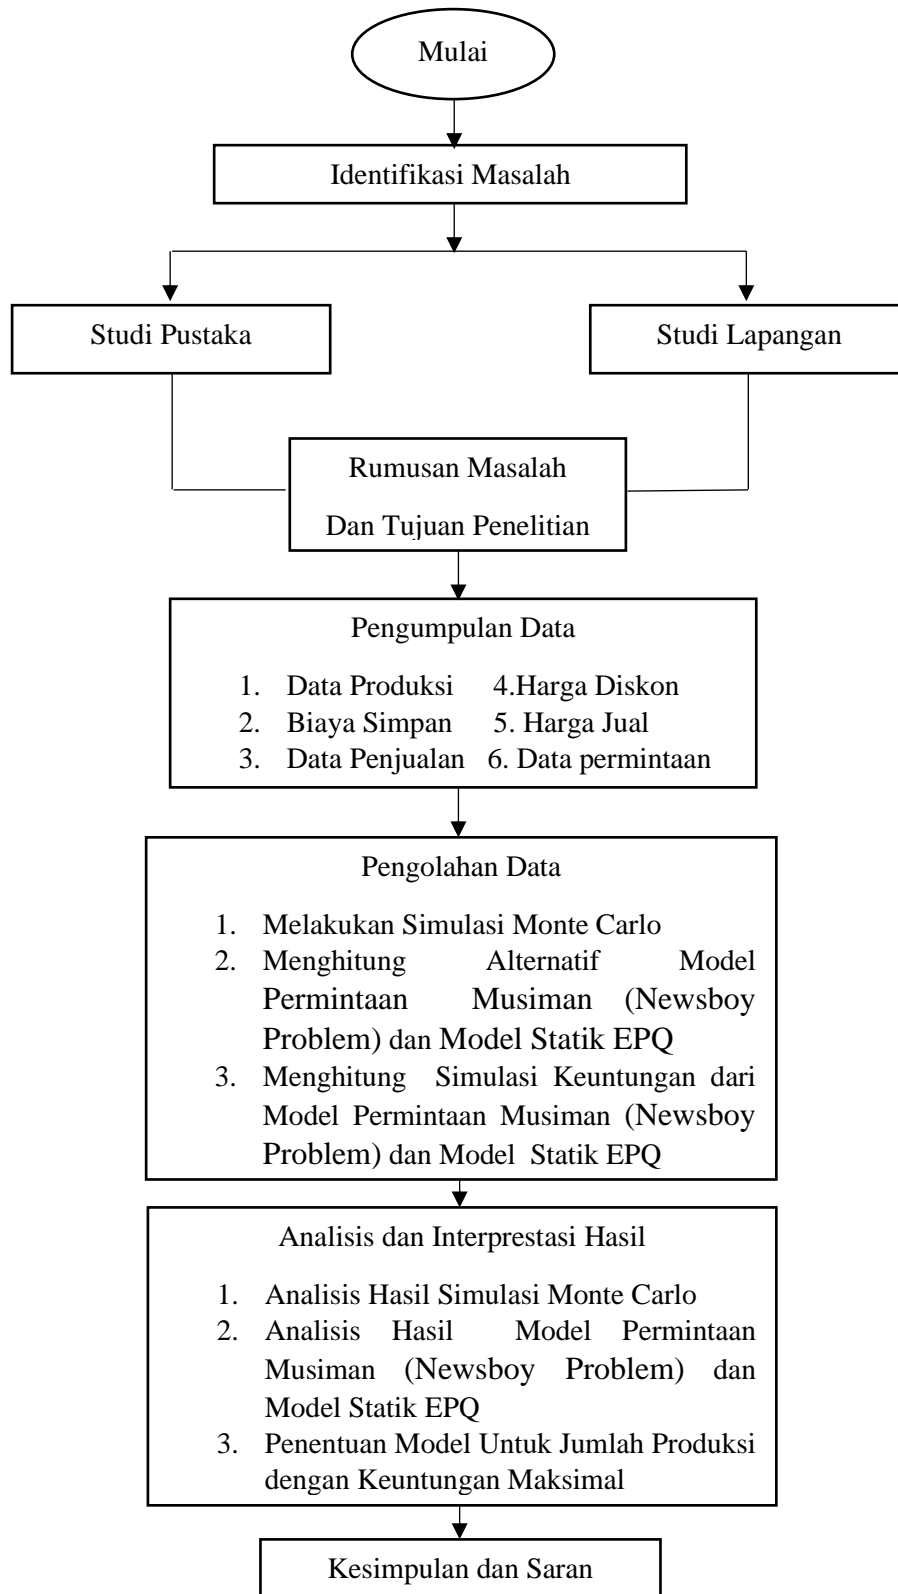 Mulai
Identifikasi Masalah
Studi Pustaka
Studi Lapangan
Rumusan Masalah
Dan Tujuan Penelitian
Pengumpulan Data
1. Data Produksi 4.Harga Diskon
2. Biaya Simpan 5. Harga Jual
3. Data Penjualan 6. Data permintaan
Pengolahan Data
1. Melakukan Simulasi Monte Carlo
2. Menghitung Alternatif Model
Permintaan Musiman (Newsboy
Problem) dan Model Statik EPQ
3. Menghitung Simulasi Keuntungan dari
Model Permintaan Musiman (Newsboy
Problem) dan Model Statik EPQ
Analisis dan Interprestasi Hasil
1. Analisis Hasil Simulasi Monte Carlo
2. Analisis Hasil Model Permintaan
Musiman (Newsboy Problem) dan
Model Statik EPQ
3. Penentuan Model Untuk Jumlah Produksi
dengan Keuntungan Maksimal
Kesimpulan dan Saran